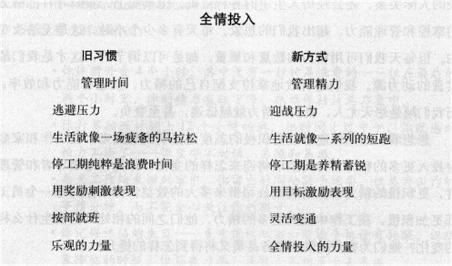 全情投入
旧习惯 新方式
管理时间 管理精力
逃避压力 迎战压力
生活就像一场疲惫的马拉松 生活就像一系列的短跑
停工期纯粹是浪费时间 停工期是养精蓄锐
用奖励刺激表现 用目标激励表现
按部就班 灵活变通
乐观的力量 全情投入的力量